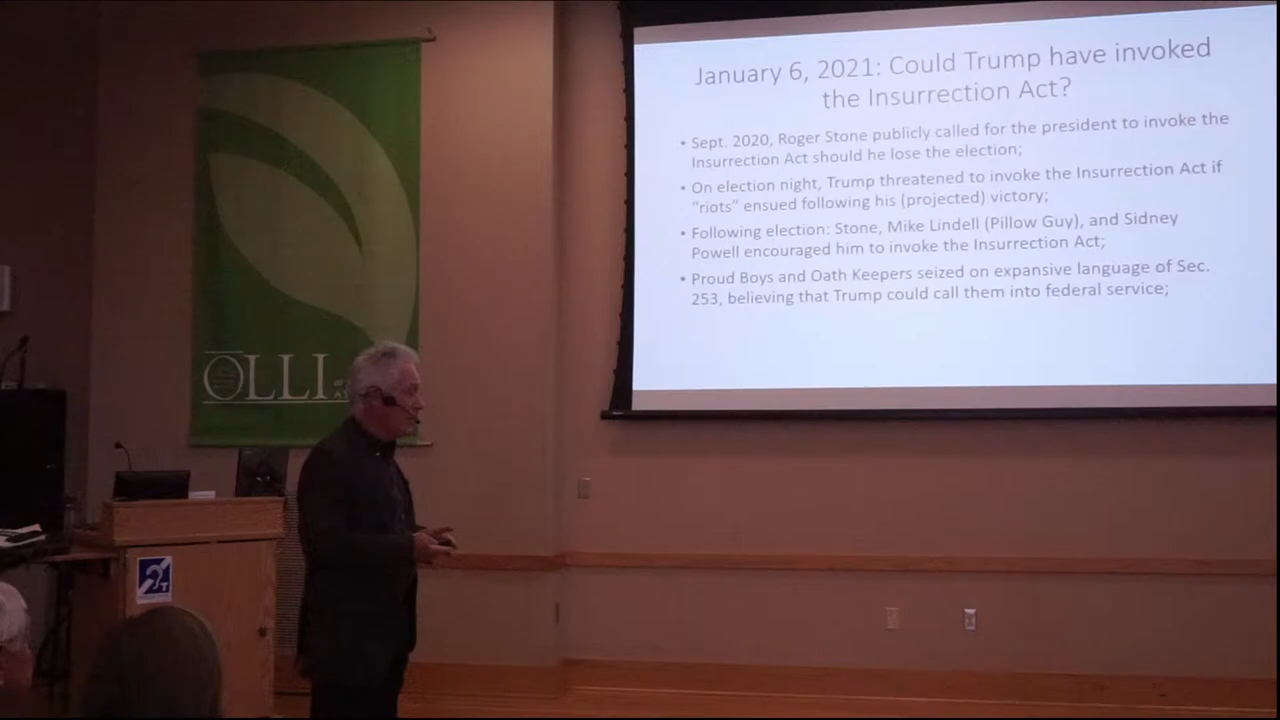 January 6, 2021: Could Trump have invoked
the Insurrection Act?
• Sept. 2020, Roger Stone publicly called for the president to invoke the
Insurrection Act should he lose the election;
• On election night, Trump threatened to invoke the Insurrection Act if
“riots” ensued following his (projected) victory;
• Following election: Stone, Mike Lindell (Pillow Guy), and Sidney
Powell encouraged him to invoke the Insurrection Act;
• Proud Boys and Oath Keepers seized on expansive language of Sec.
253, believing that Trump could call them into federal service;
OLLI
T